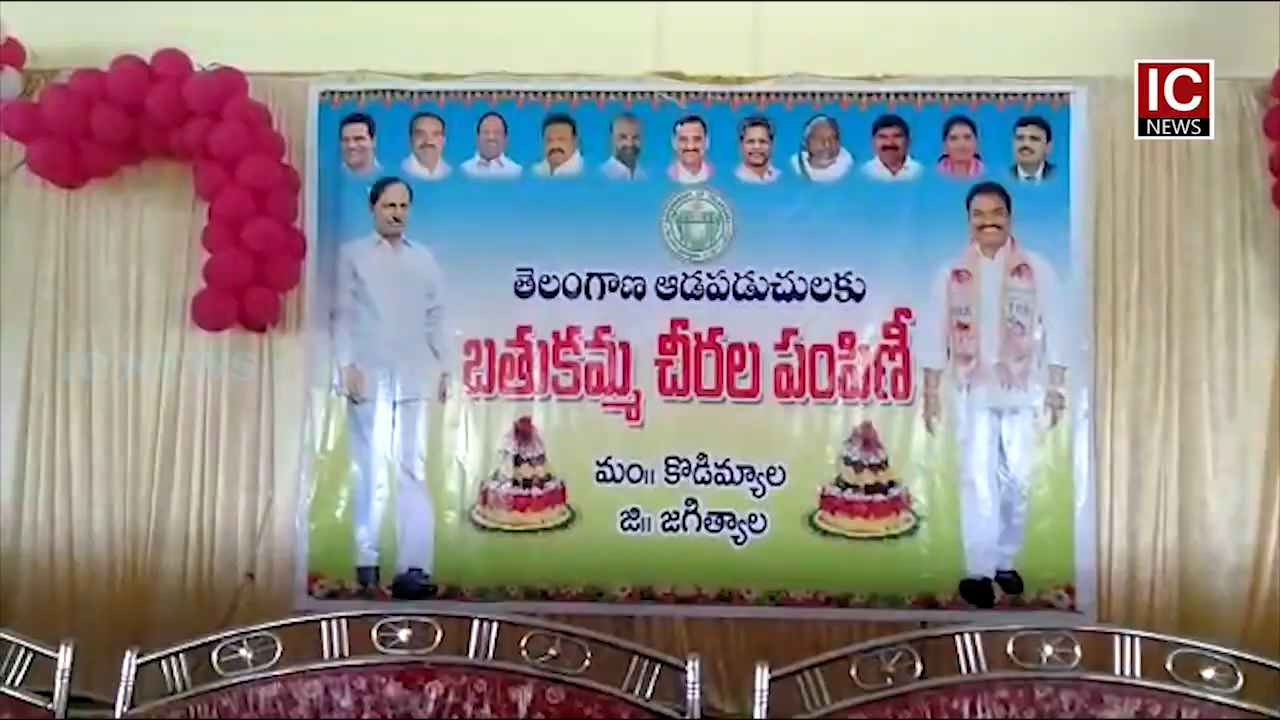 IC
NEWS
తెలంగాణ ఆడపడుచులకు
బతుకమ్మ చీరల పంపిణీ
మం॥ కొడిమ్యాల
జి॥ జగిత్యాల